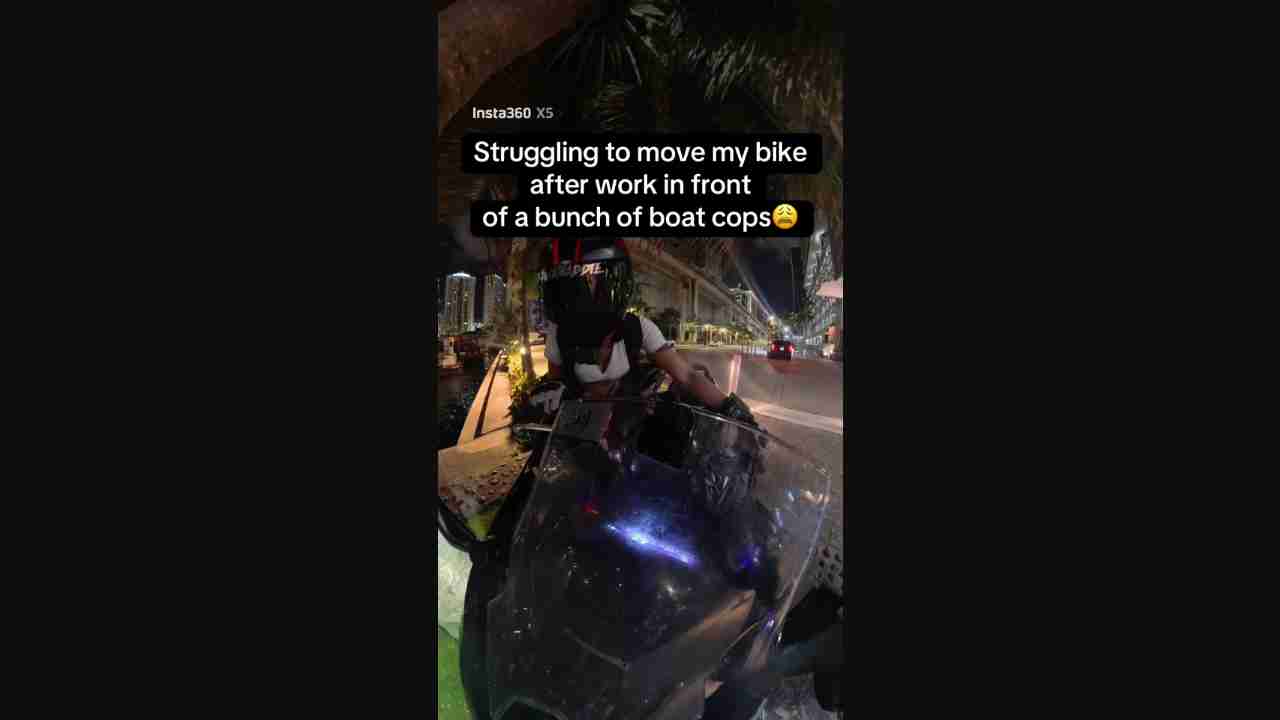 Insta360 X5
Struggling to move my bike
after work in front
of a bunch of boat cops😩